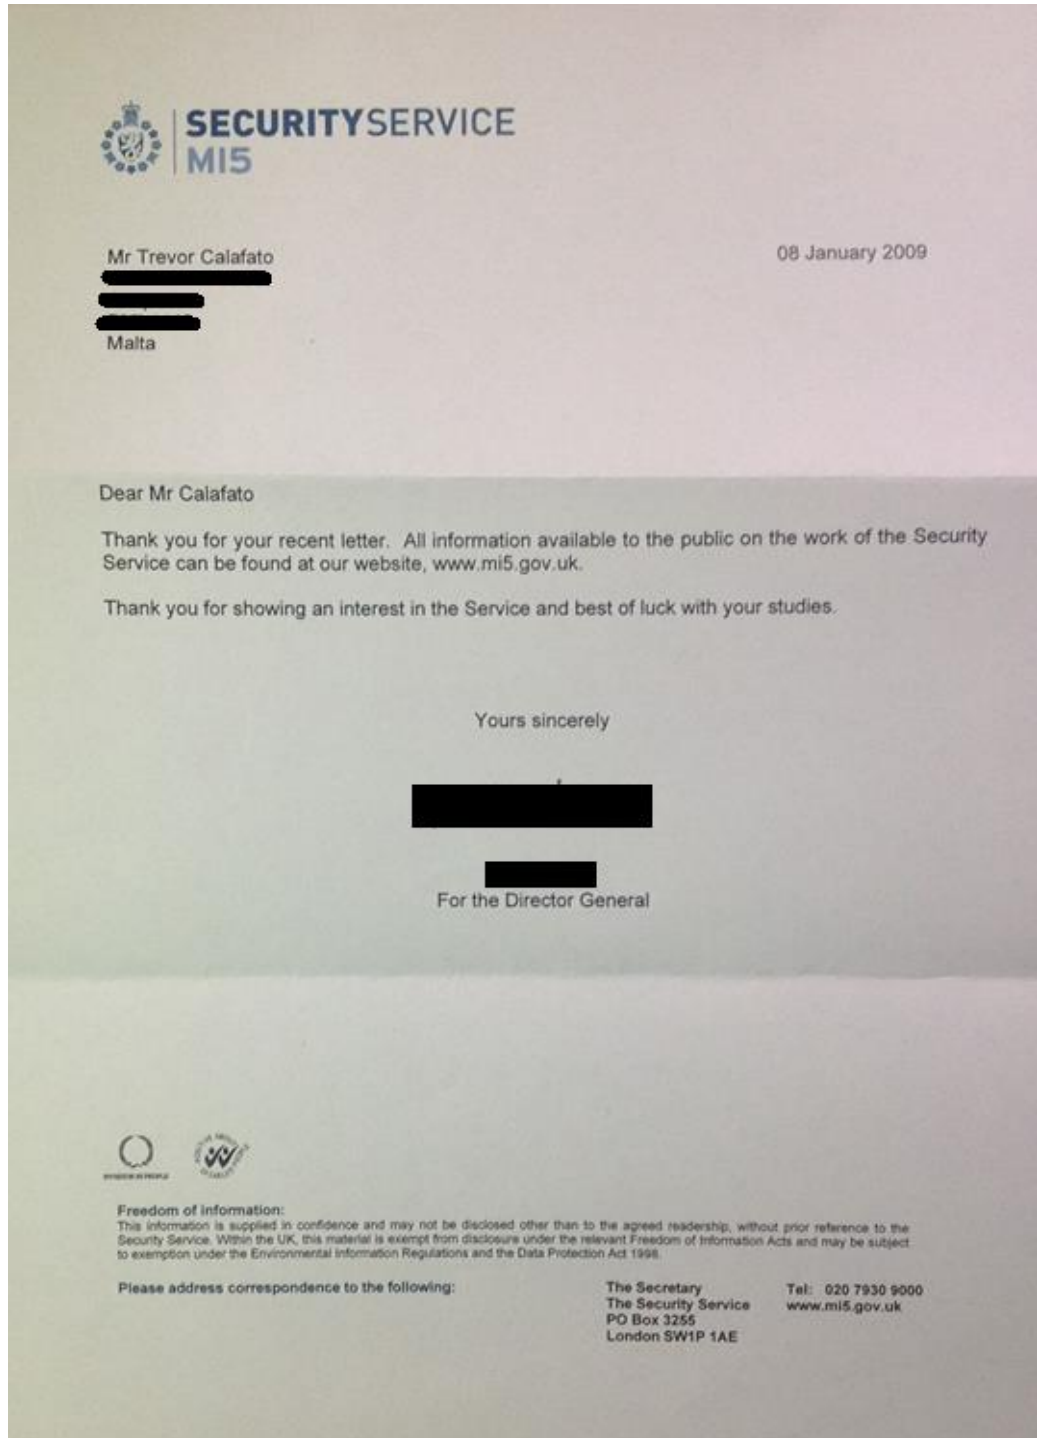 SECURITYSERVICE
MI5
Mr Trevor Calafato
08 January 2009
Malta
Dear Mr Calafato
Thank you for your recent letter. All information available to the public on the work of the Security
Service can be found at our website, www.mi5.gov.uk.
Thank you for showing an interest in the Service and best of luck with your studies.
Yours sincerely
For the Director General
INVESTOR IN PEOPLE
Freedom of information:
This information is supplied in confidence and may not be disclosed other than to the agreed readership, without prior reference to the
Security Service. Within the UK, this material is exempt from disclosure under the relevant Freedom of Information Acts and may be subject
to exemption under the Environmental Information Regulations and the Data Protection Act 1998.
Please address correspondence to the following:
The Secretary
The Security Service
PO Box 3255
London SW1P 1AE
Tel: 020 7930 9000
www.mi5.gov.uk